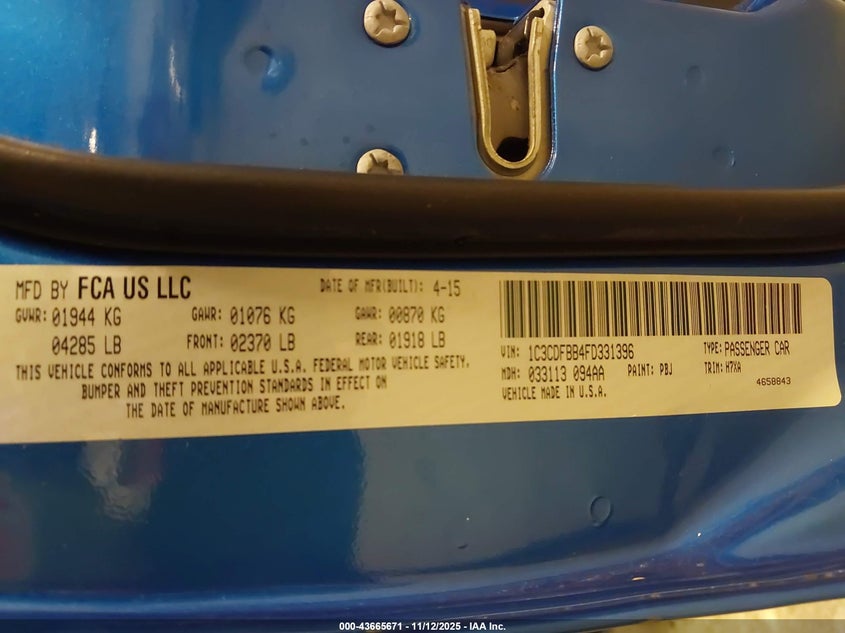 MFD BY FCA US LLC
DATE OF MFR(BUILT): 4-15
GVWR: 01944 KG
04285 LB
GAWR: 01076 KG
FRONT: 02370 LB
GAWR: 00870 KG
REAR: 01918 LB
THIS VEHICLE CONFORMS TO ALL APPLICABLE U.S.A. FEDERAL MOTOR VEHICLE SAFETY,
BUMPER AND THEFT PREVENTION STANDARDS IN EFFECT ON
THE DATE OF MANUFACTURE SHOWN ABOVE.
VIN: 1C3CDFBB4FD331396
TYPE: PASSENGER CAR
MDH: 033113 094AA
PAINT: PBJ
TRIM: H7XA
VEHICLE MADE IN U.S.A.
4658843
000-43665671 - 11/12/2025 - IAA Inc.